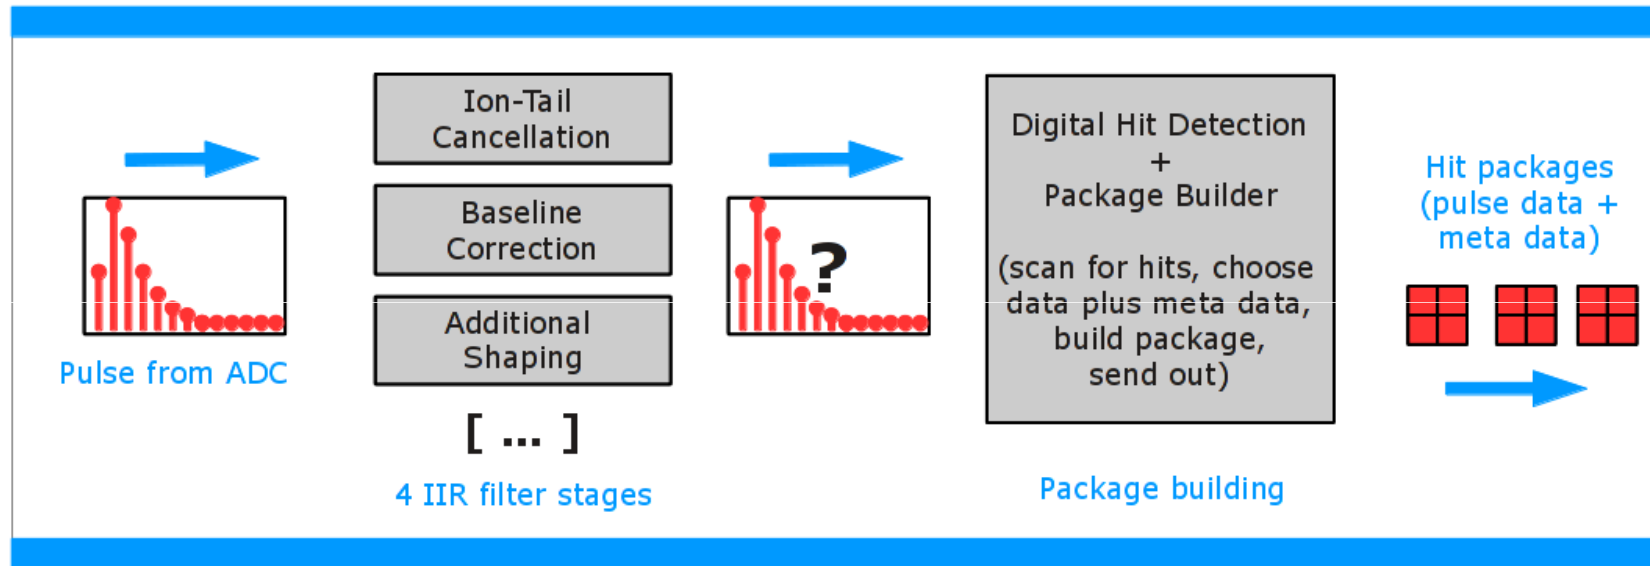 Ion-Tail
Cancellation
Baseline
Correction
Additional
Shaping
[ ... ]
4 IIR filter stages
Pulse from ADC
?
Digital Hit Detection
+
Package Builder
(scan for hits, choose
data plus meta data,
build package,
send out)
Package building
Hit packages
(pulse data +
meta data)